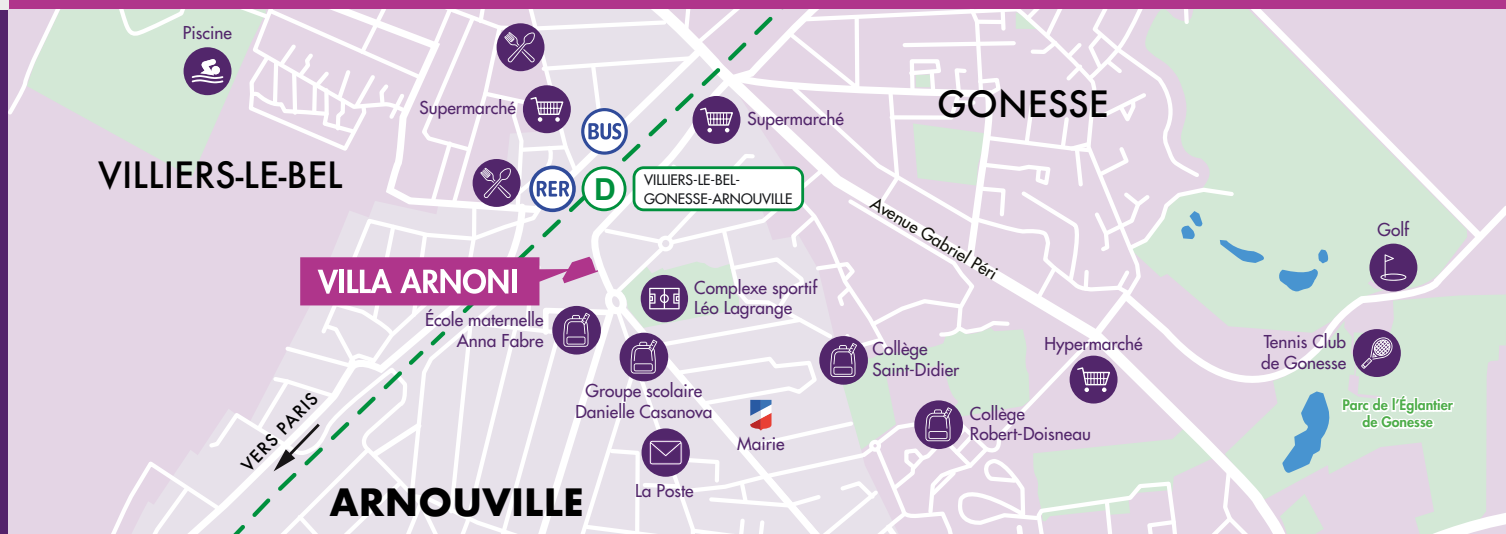 Piscine
Supermarché
BUS
Supermarché
GONESSE
VILLIERS-LE-BEL
RER
D
VILLIERS-LE-BEL-
GONESSE-ARNOUVILLE
Avenue Gabriel Péri
Golf
VILLA ARNONI
Complexe sportif
Léo Lagrange
École maternelle
Anna Fabre
Collège
Saint-Didier
Hypermarché
Tennis Club
de Gonesse
Groupe scolaire
Danielle Casanova
Collège
Robert-Doisneau
Parc de l'Églantier
de Gonesse
VERS PARIS
Mairie
La Poste
ARNOUVILLE